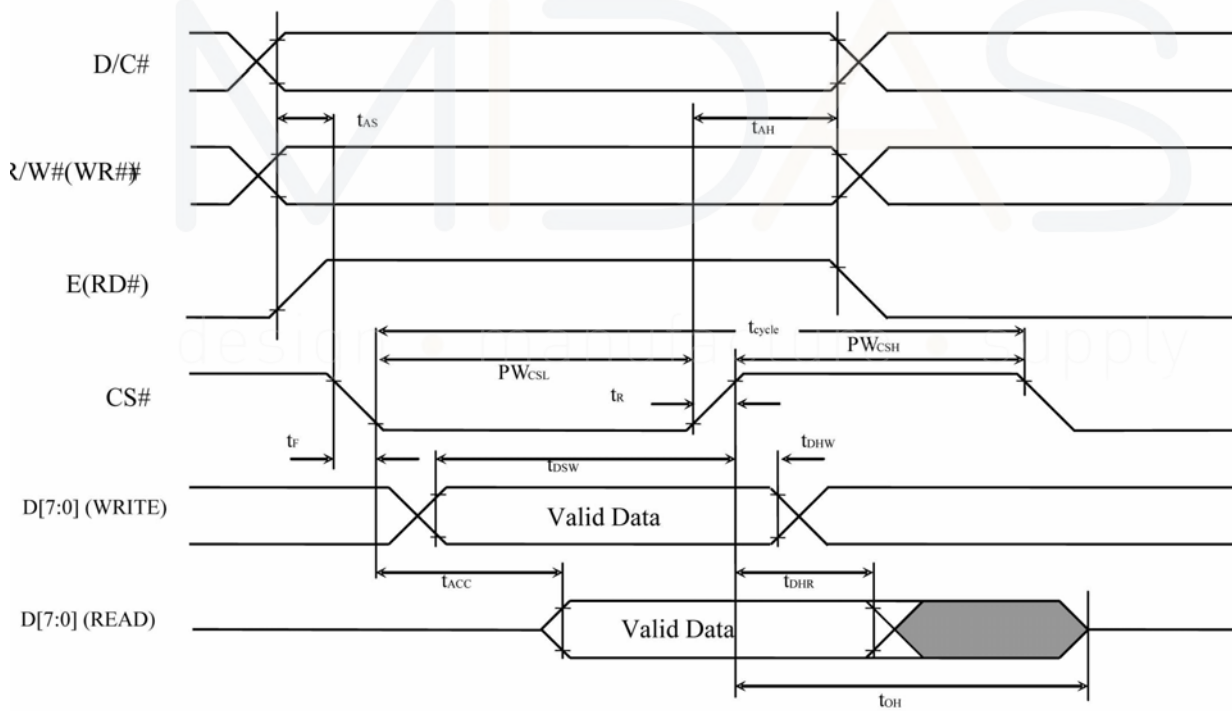 MIDAS
D/C#
tAS
tAH
R/W#(WR##)
E(RD#)
design • manufacture • supply
tcycle
PWCSL
PWCSH
CS#
tR
tF
tDSW
tDHW
D[7:0] (WRITE)
Valid Data
tACC
tDHR
D[7:0] (READ)
Valid Data
tOH